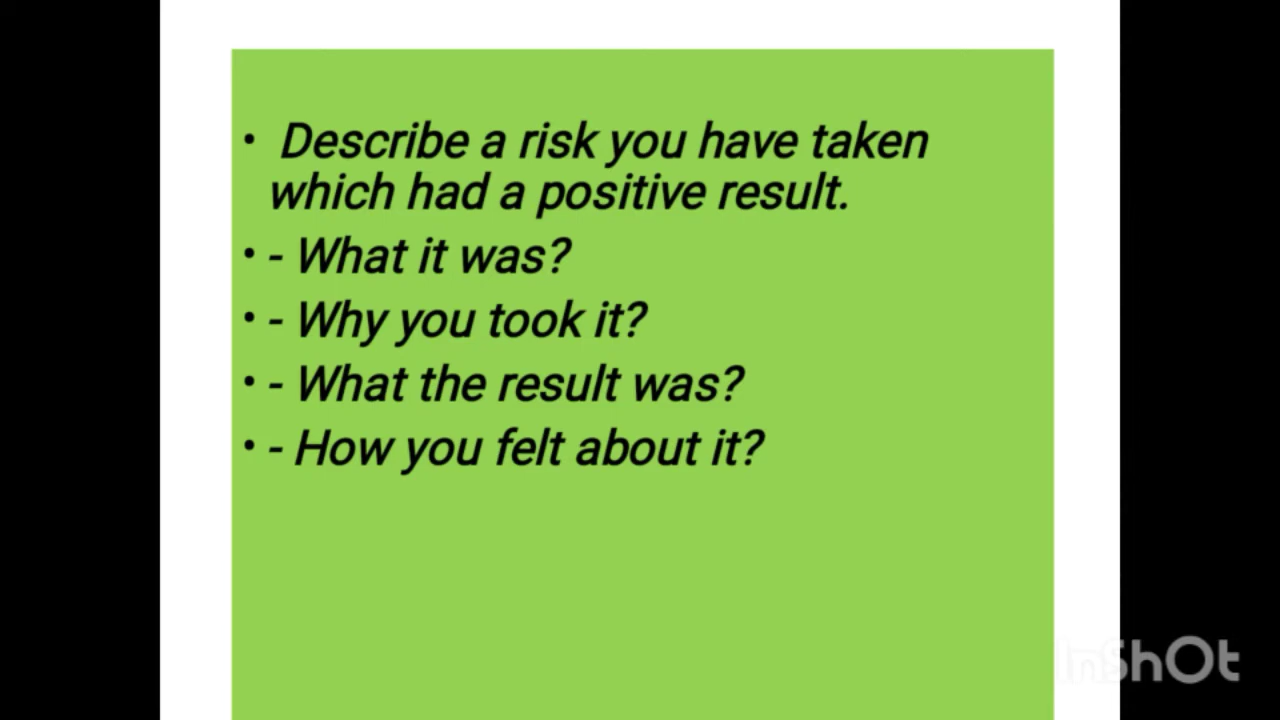 • Describe a risk you have taken
which had a positive result.
• - What it was?
• - Why you took it?
• - What the result was?
• - How you felt about it?
InShOt